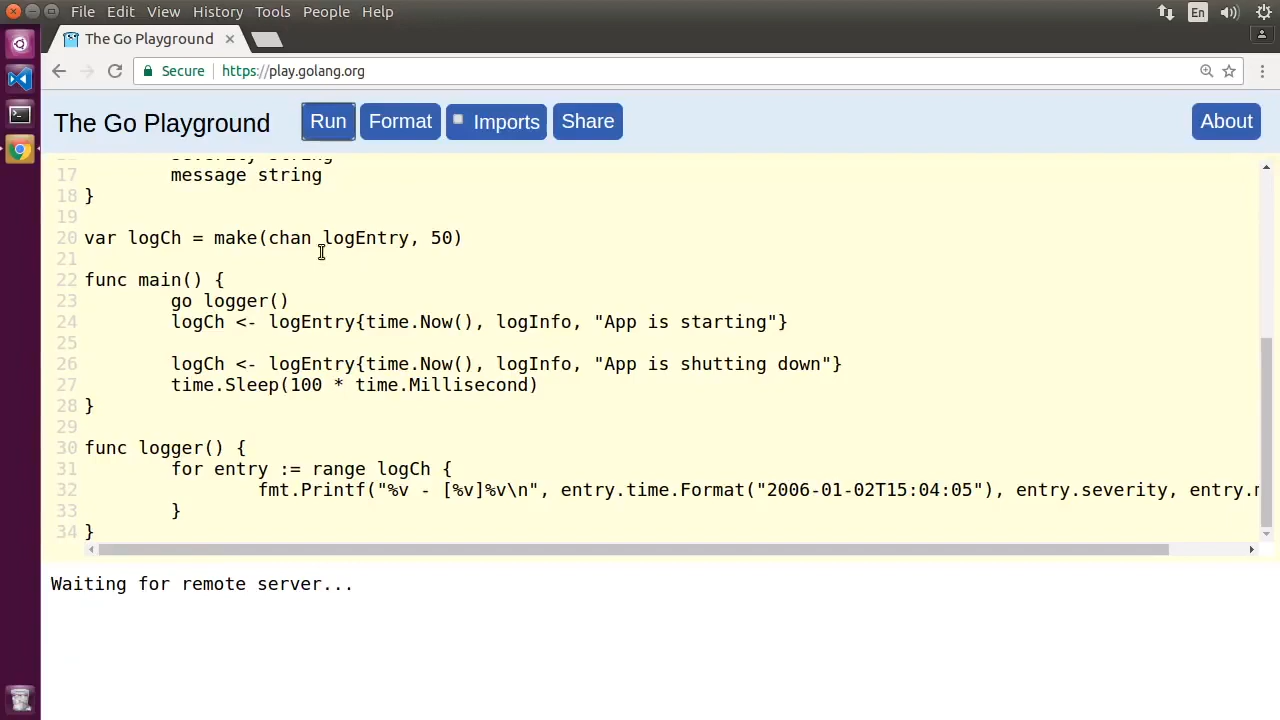 File Edit View History Tools People Help
En
The Go Playground
Secure https://play.golang.org
The Go Playground Run Format Imports Share About
severity string
17 message string
18 }
19
20 var logCh = make(chan logEntry, 50)
21
22 func main() {
23 go logger()
24 logCh <- logEntry{time.Now(), logInfo, "App is starting"}
25
26 logCh <- logEntry{time.Now(), logInfo, "App is shutting down"}
27 time.Sleep(100 * time.Millisecond)
28 }
29
30 func logger() {
31 for entry := range logCh {
32 fmt.Printf("%v - [%v]%v\n", entry.time.Format("2006-01-02T15:04:05"), entry.severity, entry.
33 }
34 }
Waiting for remote server...